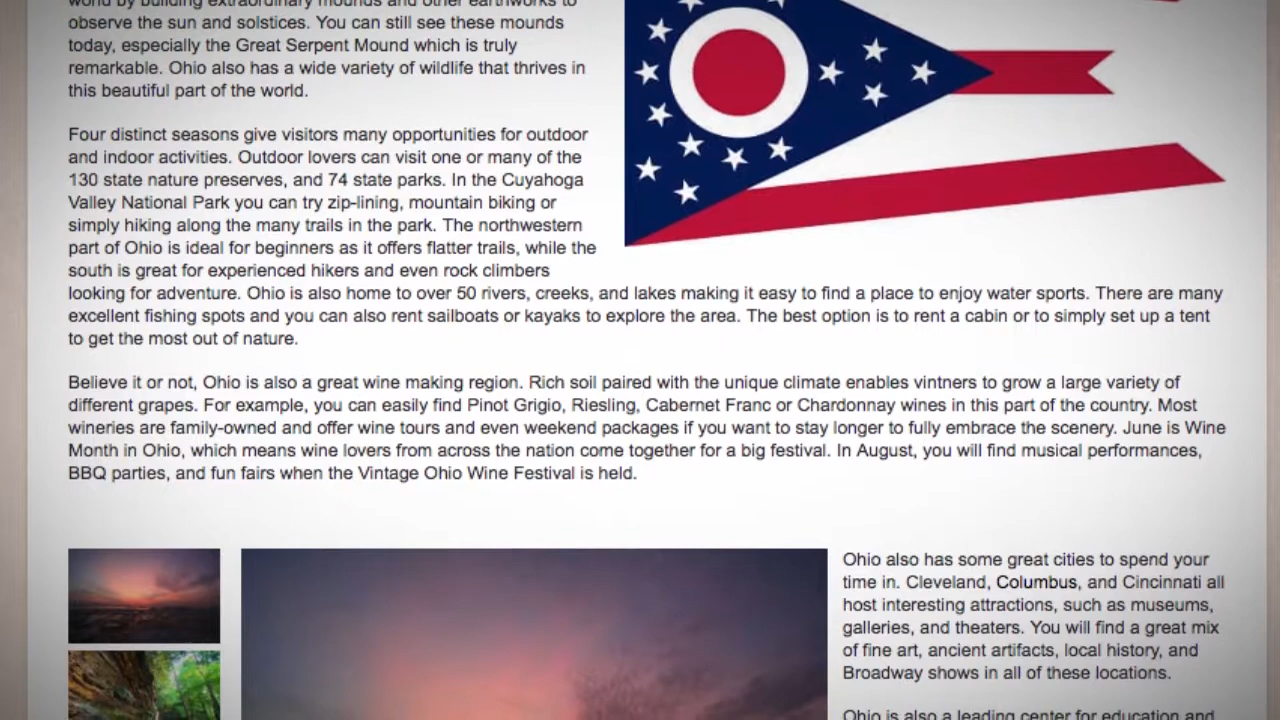 world by building extraordinary mounds and other earthworks to
observe the sun and solstices. You can still see these mounds
today, especially the Great Serpent Mound which is truly
remarkable. Ohio also has a wide variety of wildlife that thrives in
this beautiful part of the world.
Four distinct seasons give visitors many opportunities for outdoor
and indoor activities. Outdoor lovers can visit one or many of the
130 state nature preserves, and 74 state parks. In the Cuyahoga
Valley National Park you can try zip-lining, mountain biking or
simply hiking along the many trails in the park. The northwestern
part of Ohio is ideal for beginners as it offers flatter trails, while the
south is great for experienced hikers and even rock climbers
looking for adventure. Ohio is also home to over 50 rivers, creeks, and lakes making it easy to find a place to enjoy water sports. There are many
excellent fishing spots and you can also rent sailboats or kayaks to explore the area. The best option is to rent a cabin or to simply set up a tent
to get the most out of nature.
Believe it or not, Ohio is also a great wine making region. Rich soil paired with the unique climate enables vintners to grow a large variety of
different grapes. For example, you can easily find Pinot Grigio, Riesling, Cabernet Franc or Chardonnay wines in this part of the country. Most
wineries are family-owned and offer wine tours and even weekend packages if you want to stay longer to fully embrace the scenery. June is Wine
Month in Ohio, which means wine lovers from across the nation come together for a big festival. In August, you will find musical performances,
BBQ parties, and fun fairs when the Vintage Ohio Wine Festival is held.
Ohio also has some great cities to spend your
time in. Cleveland, Columbus, and Cincinnati all
host interesting attractions, such as museums,
galleries, and theaters. You will find a great mix
of fine art, ancient artifacts, local history, and
Broadway shows in all of these locations.
Ohio is also a leading center for education and